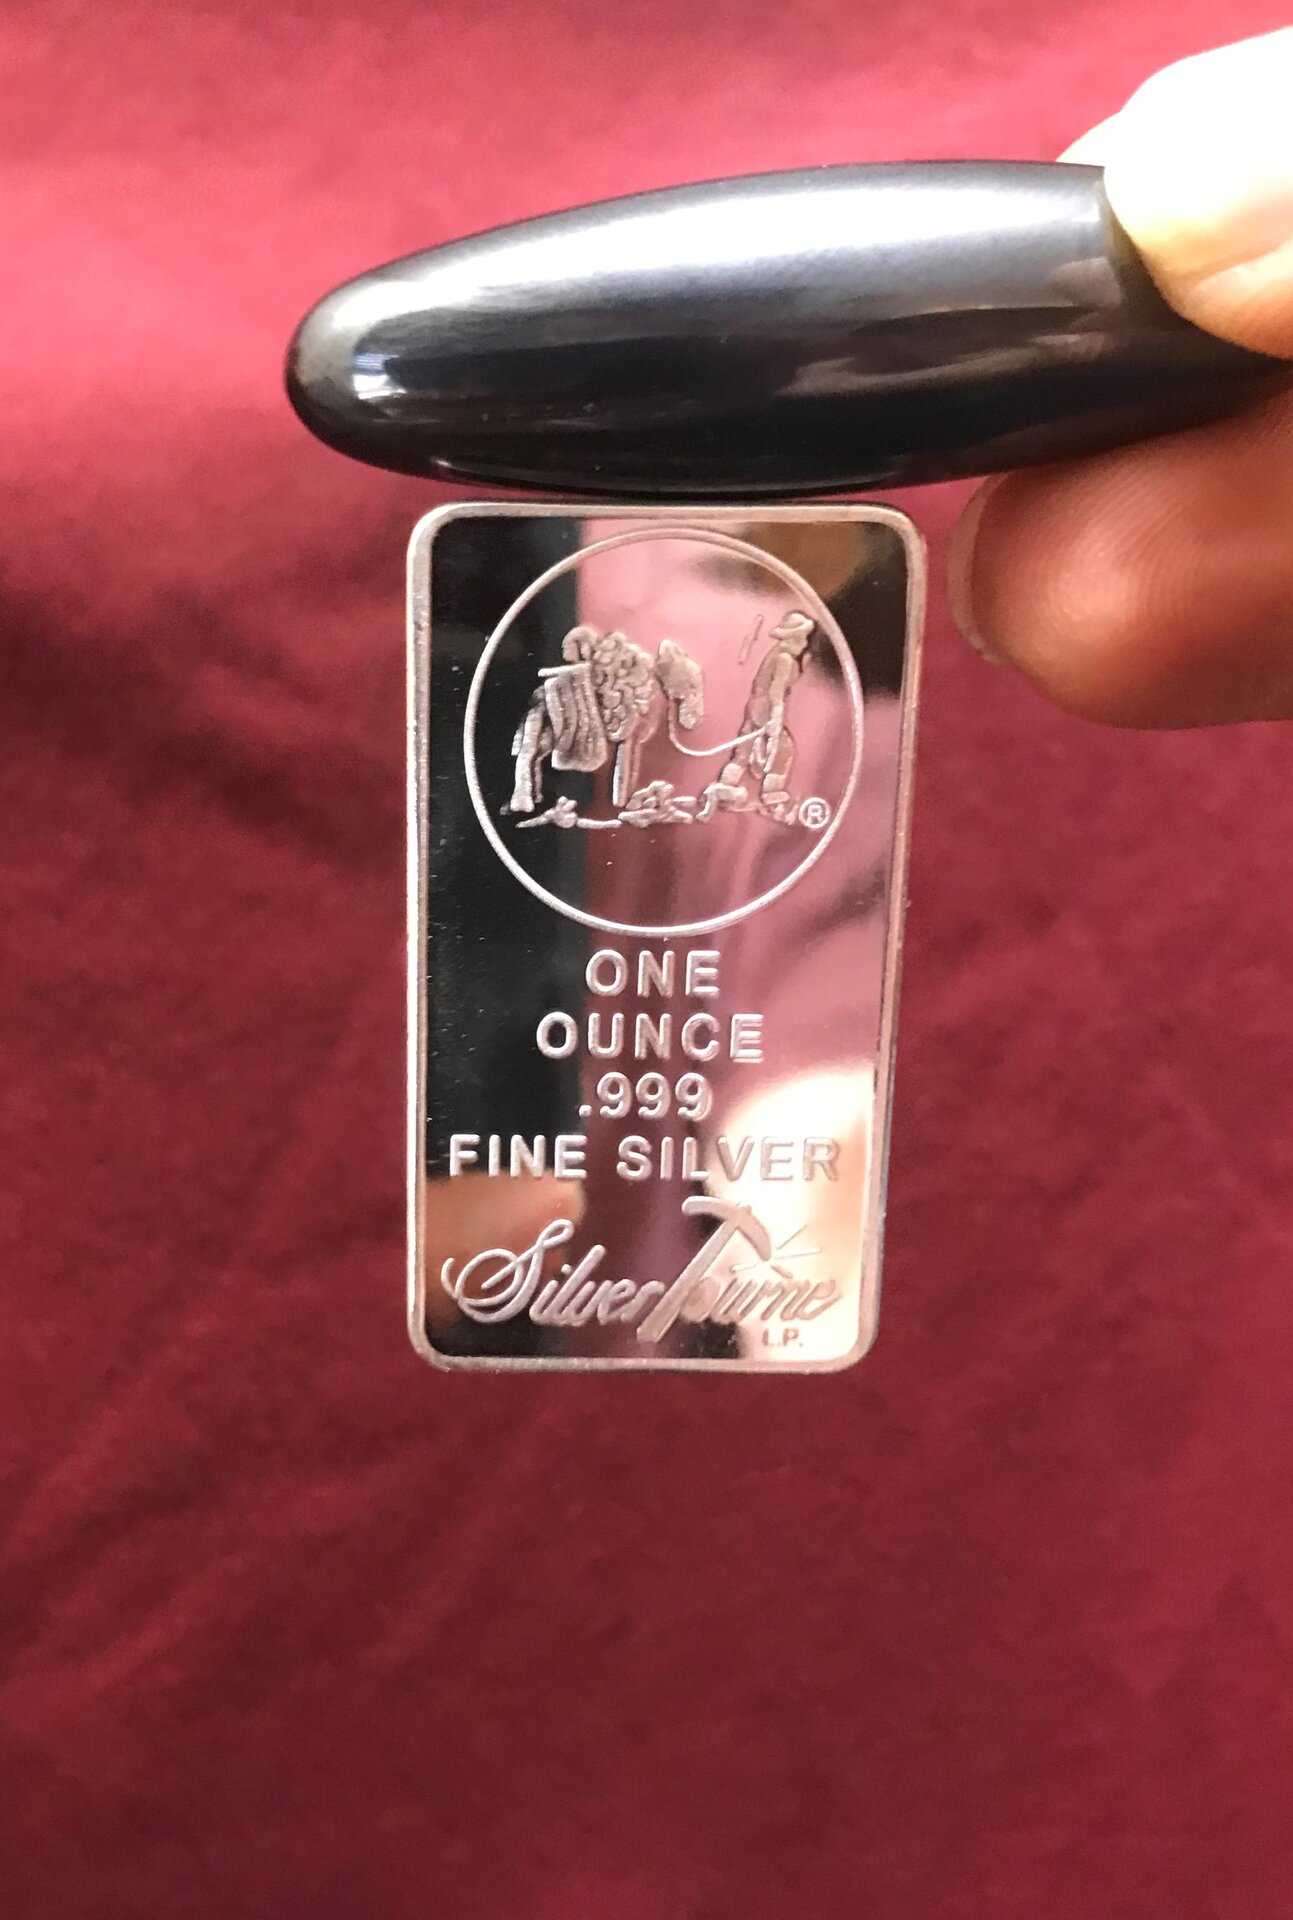 ®
ONE
OUNCE
.999
FINE SILVER
SilverTowne
L.P.